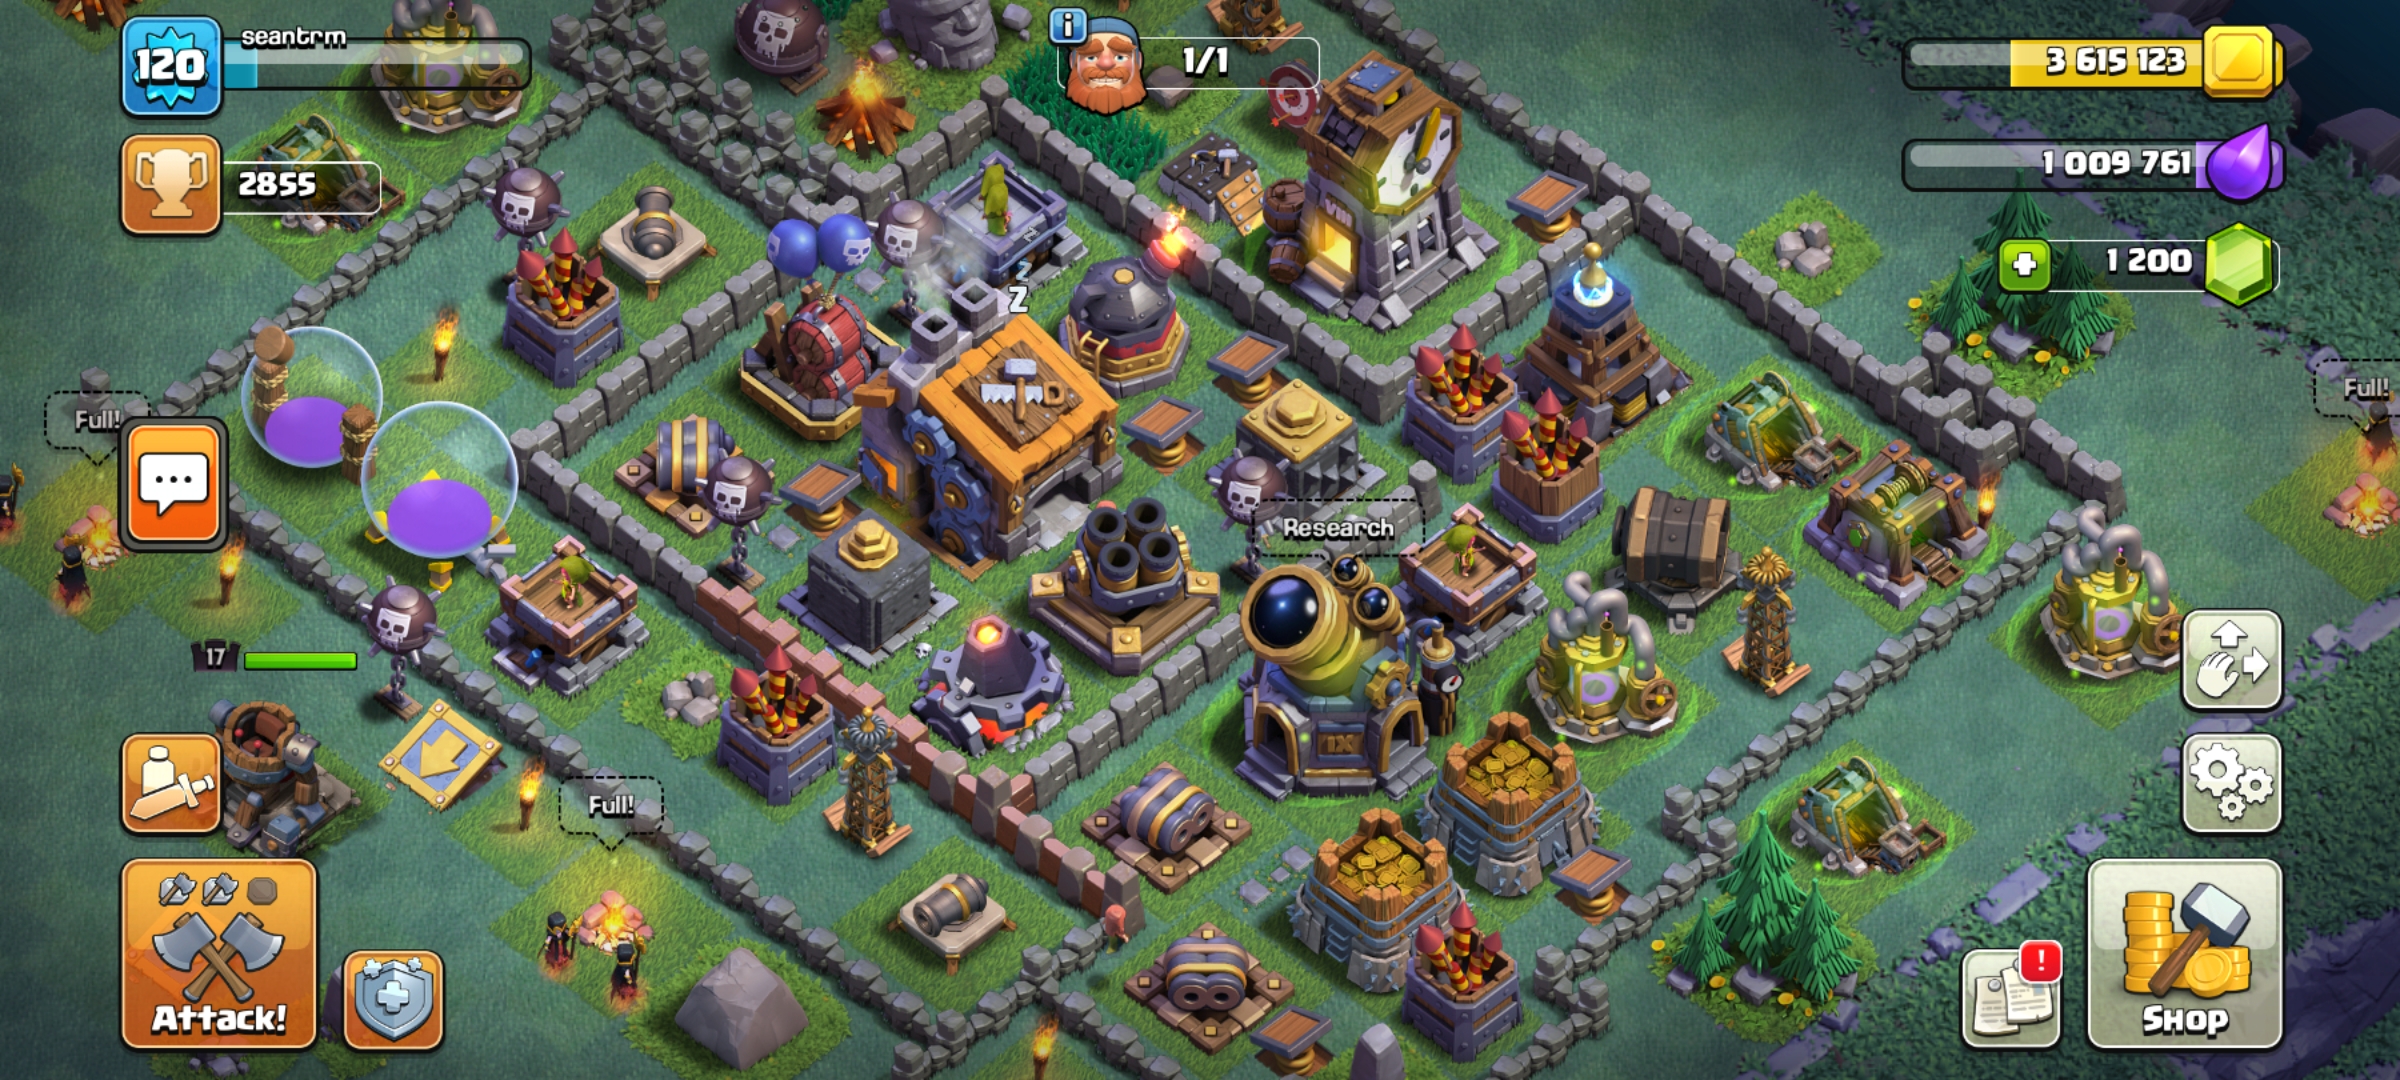 120
seantrm
1/1
3 615 123
2855
1 009 761
1 200
z
z
Z
Full!
Full!
Research
17
IX
Full!
Attack!
!
Shop